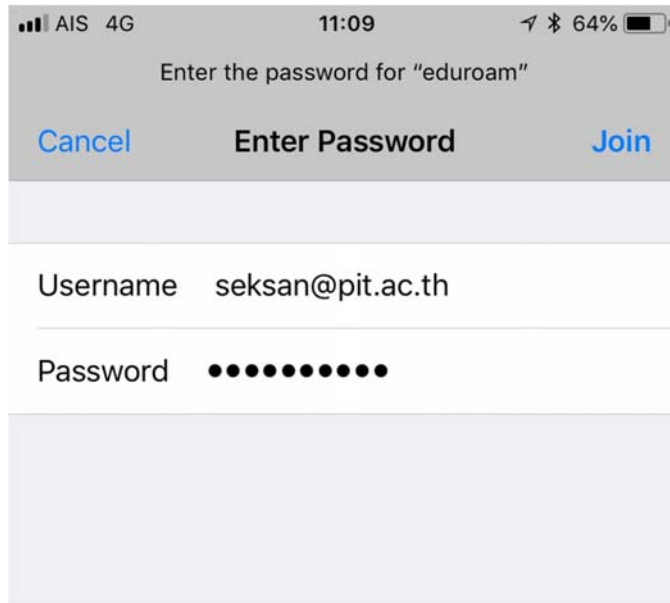 AIS 4G 11:09 64%
Enter the password for “eduroam”
Cancel Enter Password Join
Username seksan@pit.ac.th
Password ●●●●●●●●●●